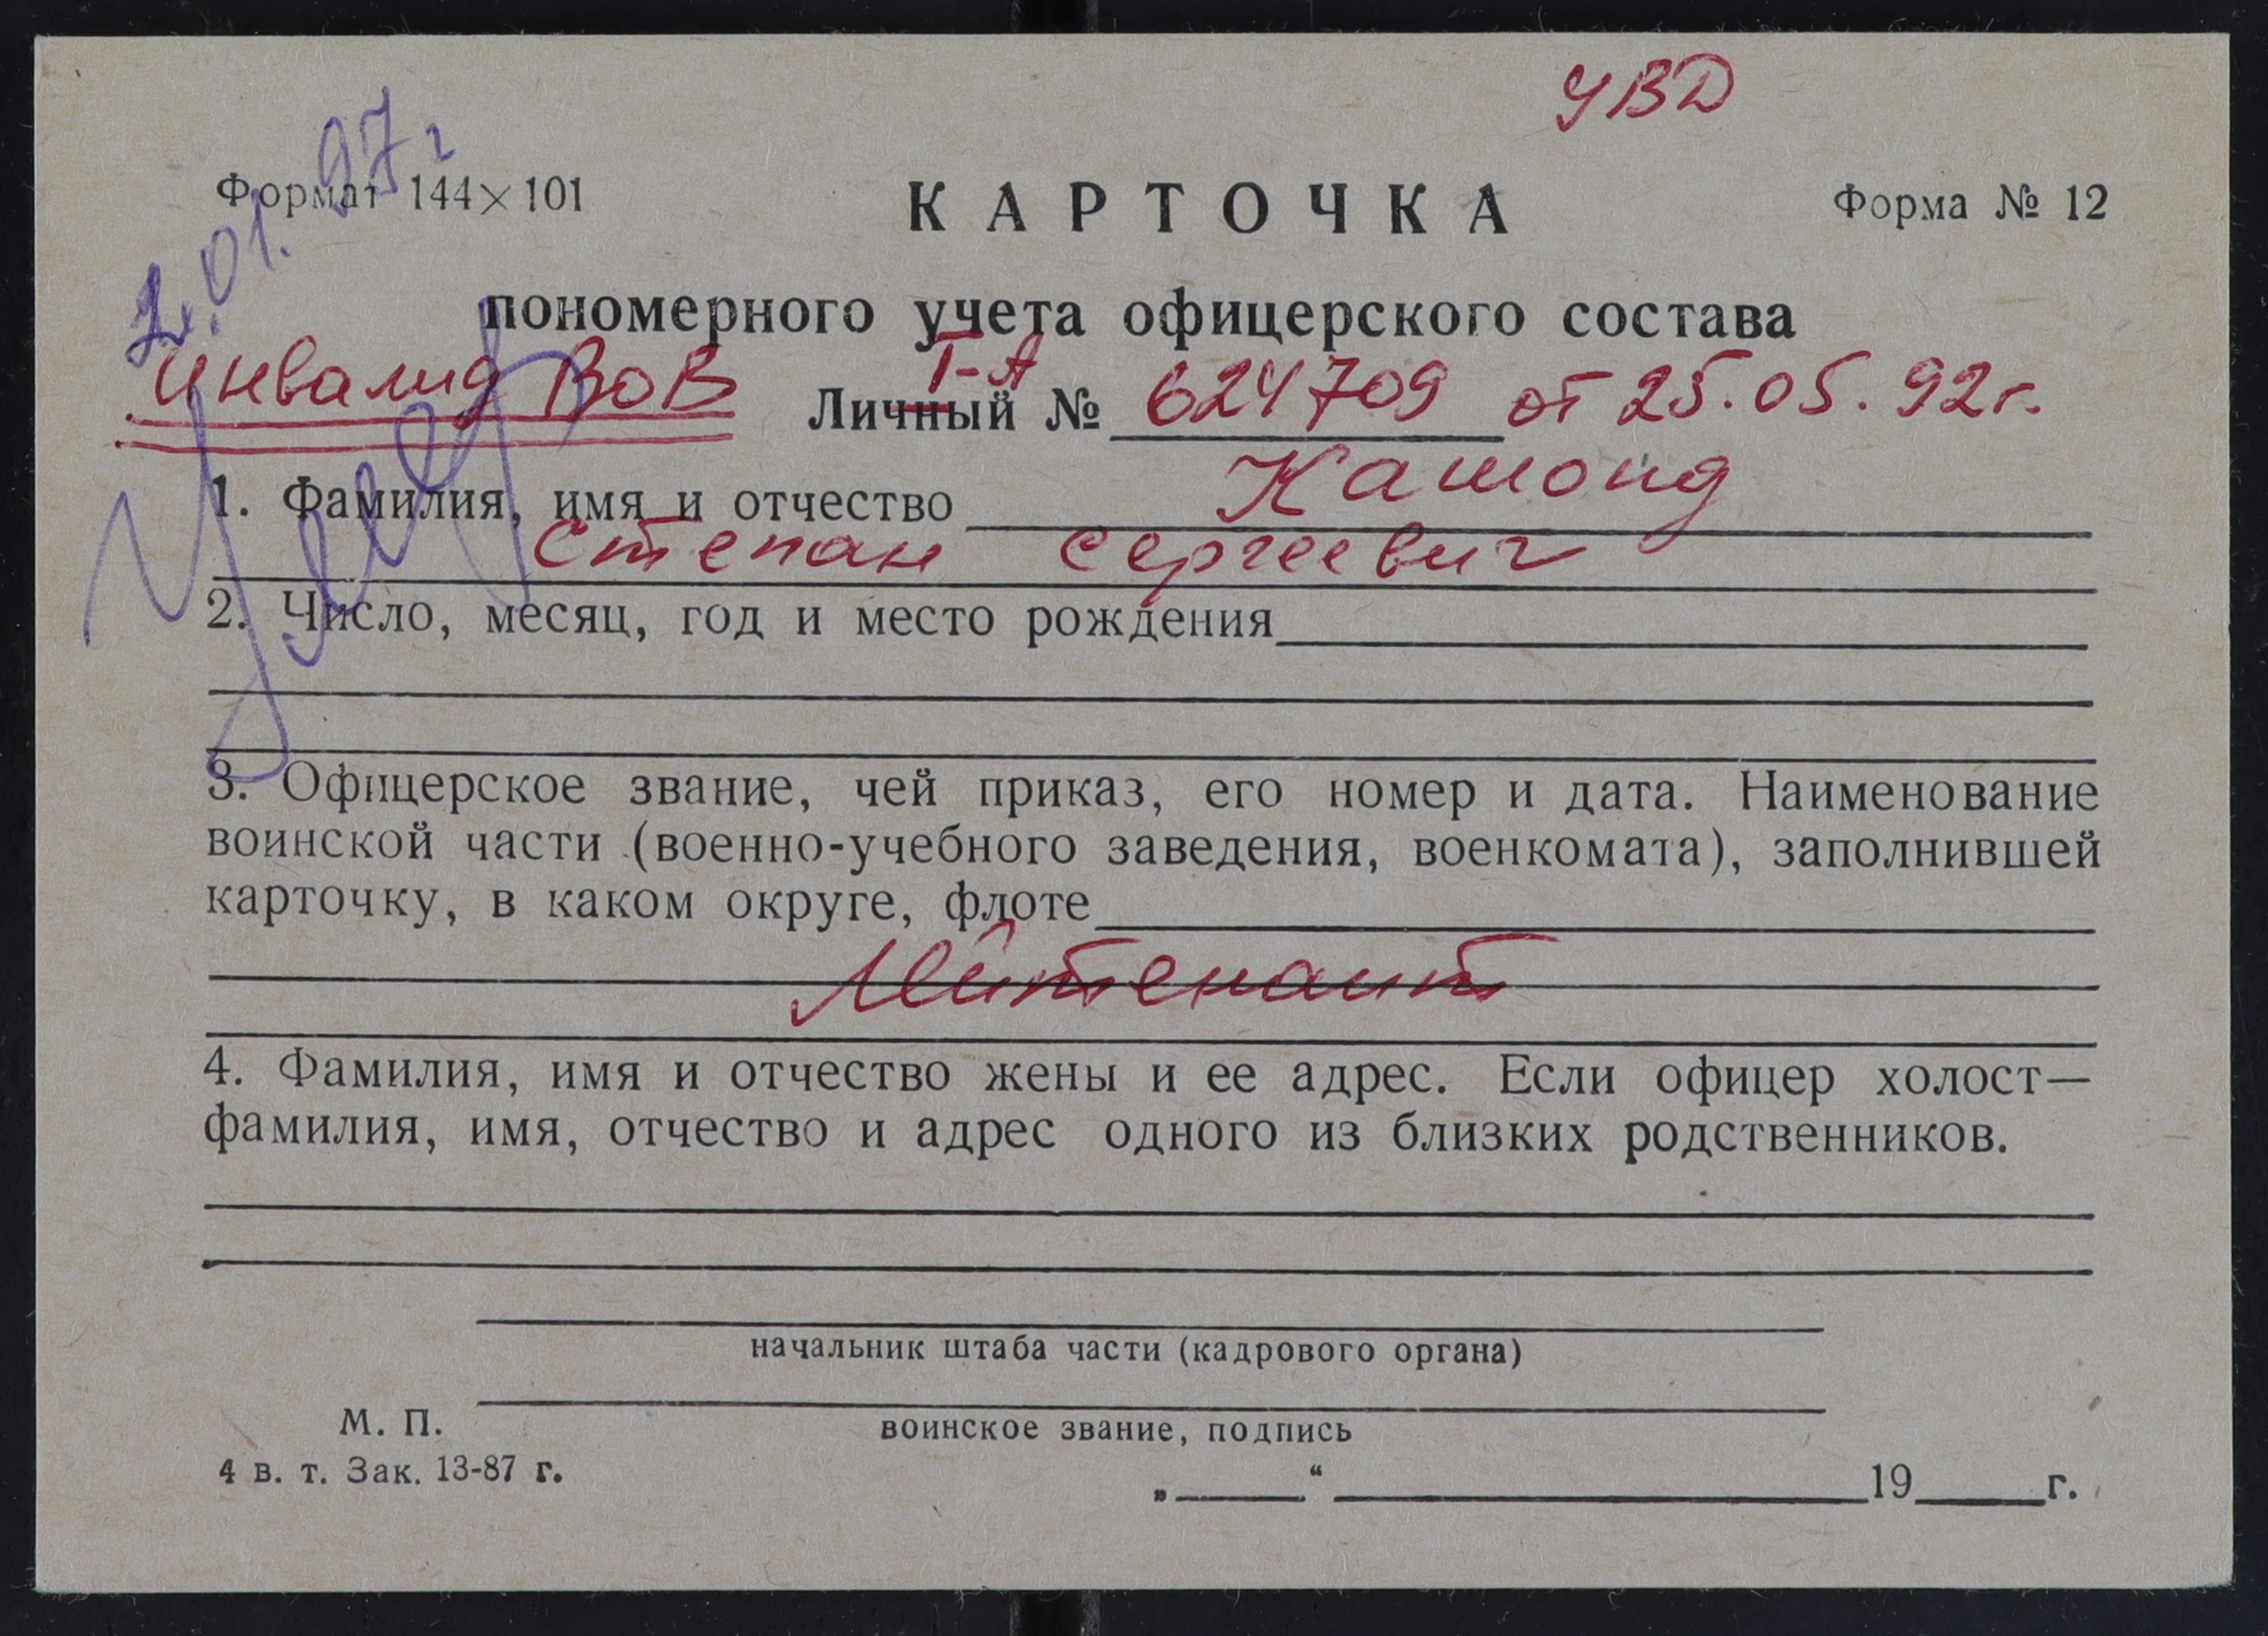 УВД
97г
Формат 144×101
КАРТОЧКА
Форма № 12
01.
пономерного учета офицерского состава
Инвалид ВоВ
Т-А
Личный № 624709 от 25.05.92г.
1. Фамилия, имя и отчество Кашоид
Степан Сергеевич
2. Число, месяц, год и место рождения
3. Офицерское звание, чей приказ, его номер и дата. Наименование
воинской части (военно-учебного заведения, военкомата), заполнившей
карточку, в каком округе, флоте
Лейтенант
4. Фамилия, имя и отчество жены и ее адрес. Если офицер холост—
фамилия, имя, отчество и адрес одного из близких родственников.
начальник штаба части (кадрового органа)
М. П.
воинское звание, подпись
4 в. т. Зак. 13-87 г.
„ “ 19 г.